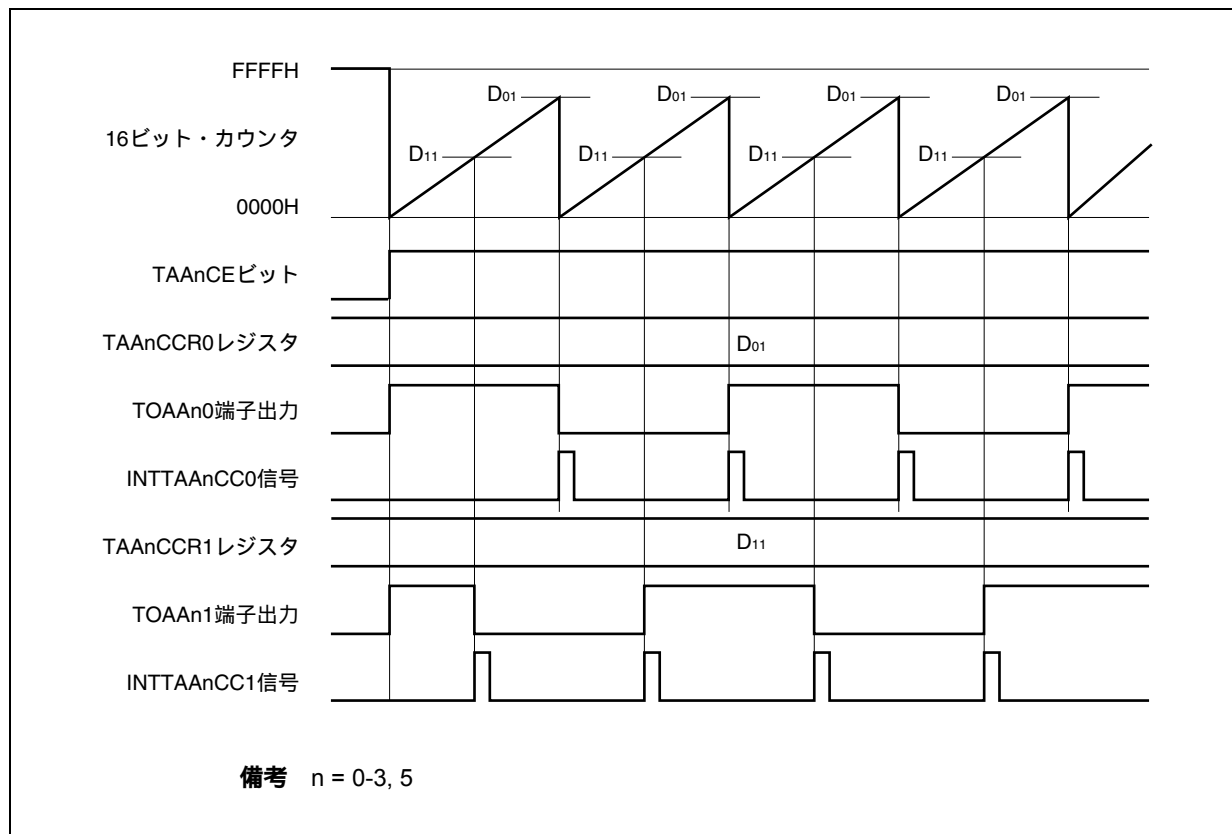 FFFFH
D01 D01 D01 D01
16ビット・カウンタ
D11 D11 D11 D11
0000H
TAAnCEビット
TAAnCCR0レジスタ D01
TOAAn0端子出力
INTTAAnCC0信号
TAAnCCR1レジスタ D11
TOAAn1端子出力
INTTAAnCC1信号
備考 n = 0-3, 5